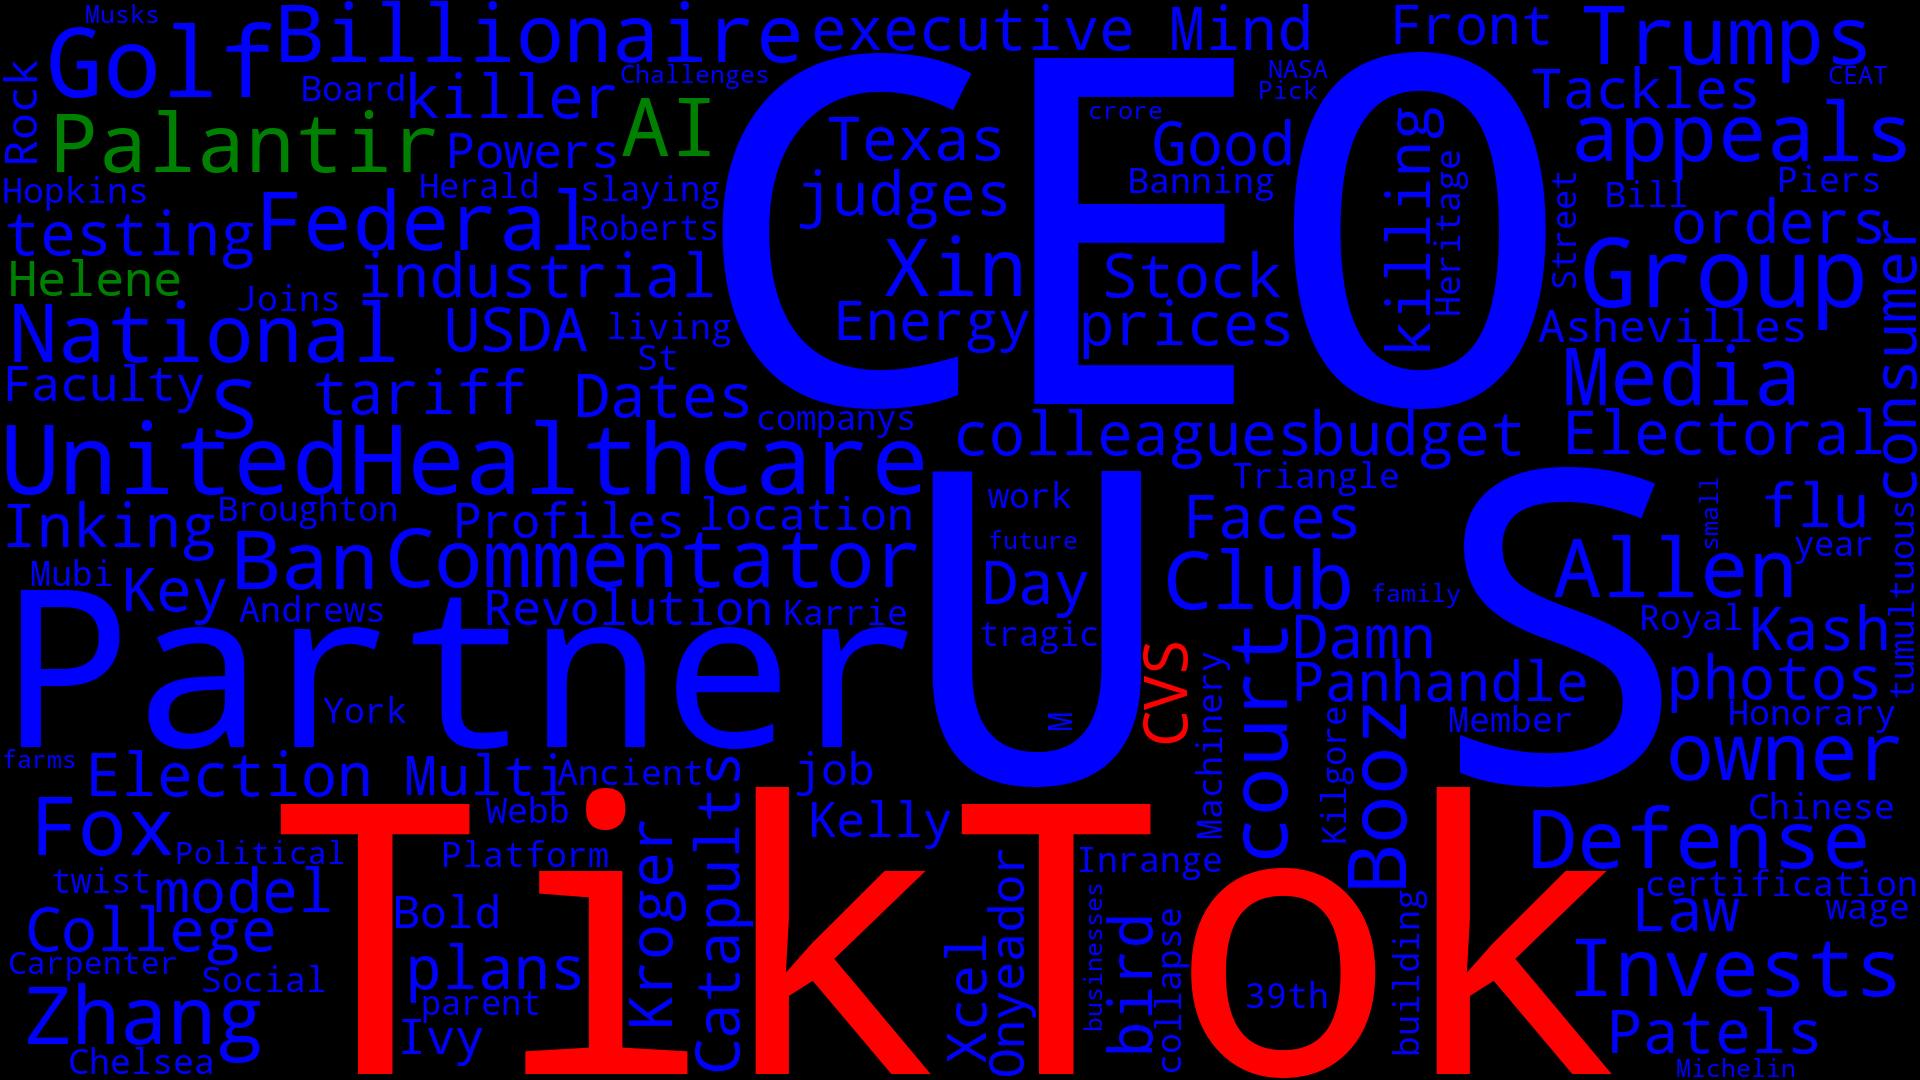 Musks
Golf
Billionaire
executive
Mind
Front
Trumps
Rock
Board
killer
Challenges
AI
CEO
NASA
Pick
crore
Tackles
CEAT
Palantir
Powers
Texas
Good
killing
appeals
Hopkins
Herald
slaying
judges
Banning
Heritage
Street
Bill
Piers
testing
Federal
Roberts
orders
Helene
Joins
industrial
Xin
Stock
Group
consumer
National
USDA
living
Energy
prices
Ashevilles
St
Faculty
S
tariff
Dates
Media
companys
UnitedHealthcare
colleagues
budget
Electoral
Triangle
Inking
Broughton
Profiles
location
US
work
Faces
small
flu
Ban
Commentator
future
year
Mubi
Key
Day
Club
Allen
Andrews
Revolution
Karrie
family
Royal
Kash
tumultuous
Partner
tragic
CVS
court
Damn
Panhandle
photos
York
M
Machinery
Kilgore
Booz
Member
Honorary
owner
farms
Election
Multi
Ancient
Catapults
job
Fox
Webb
TikTok
Kelly
Chinese
Defense
Political
Platform
Inrange
twist
model
Kroger
Onyeador
businesses
certification
College
Bold
Xcel
bird
collapse
building
Law
wage
Carpenter
Social
plans
39th
Invests
Zhang
parent
Ivy
Patels
Chelsea
Michelin